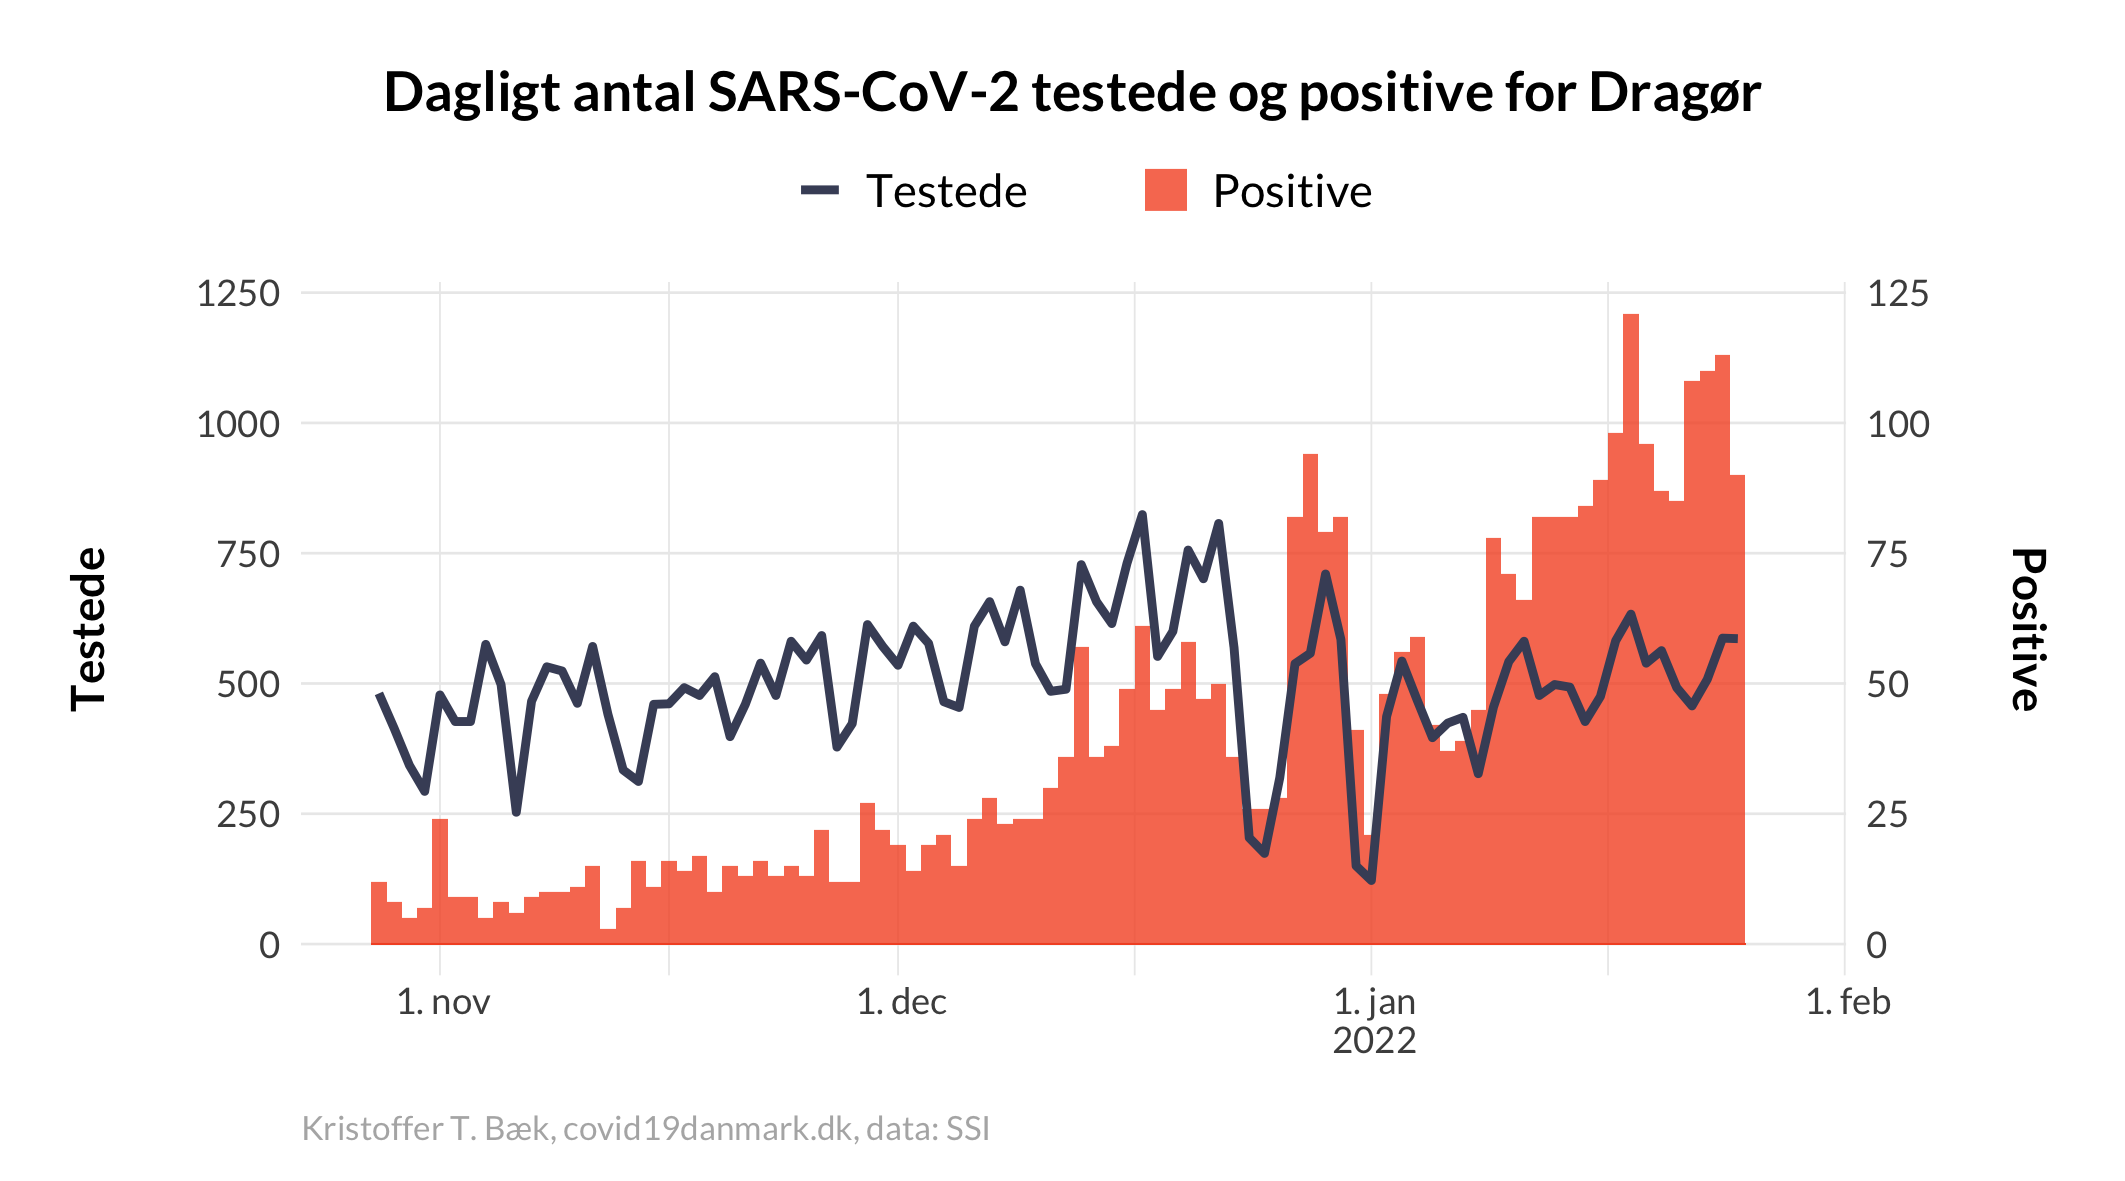 Dagligt antal SARS-CoV-2 testede og positive for Dragør
Testede Positive
1250 125
1000 100
750 75
500 50
250 25
0 0
Testede
Positive
1. nov 1. dec 1. jan 1. feb
2022
Kristoffer T. Bæk, covid19danmark.dk, data: SSI